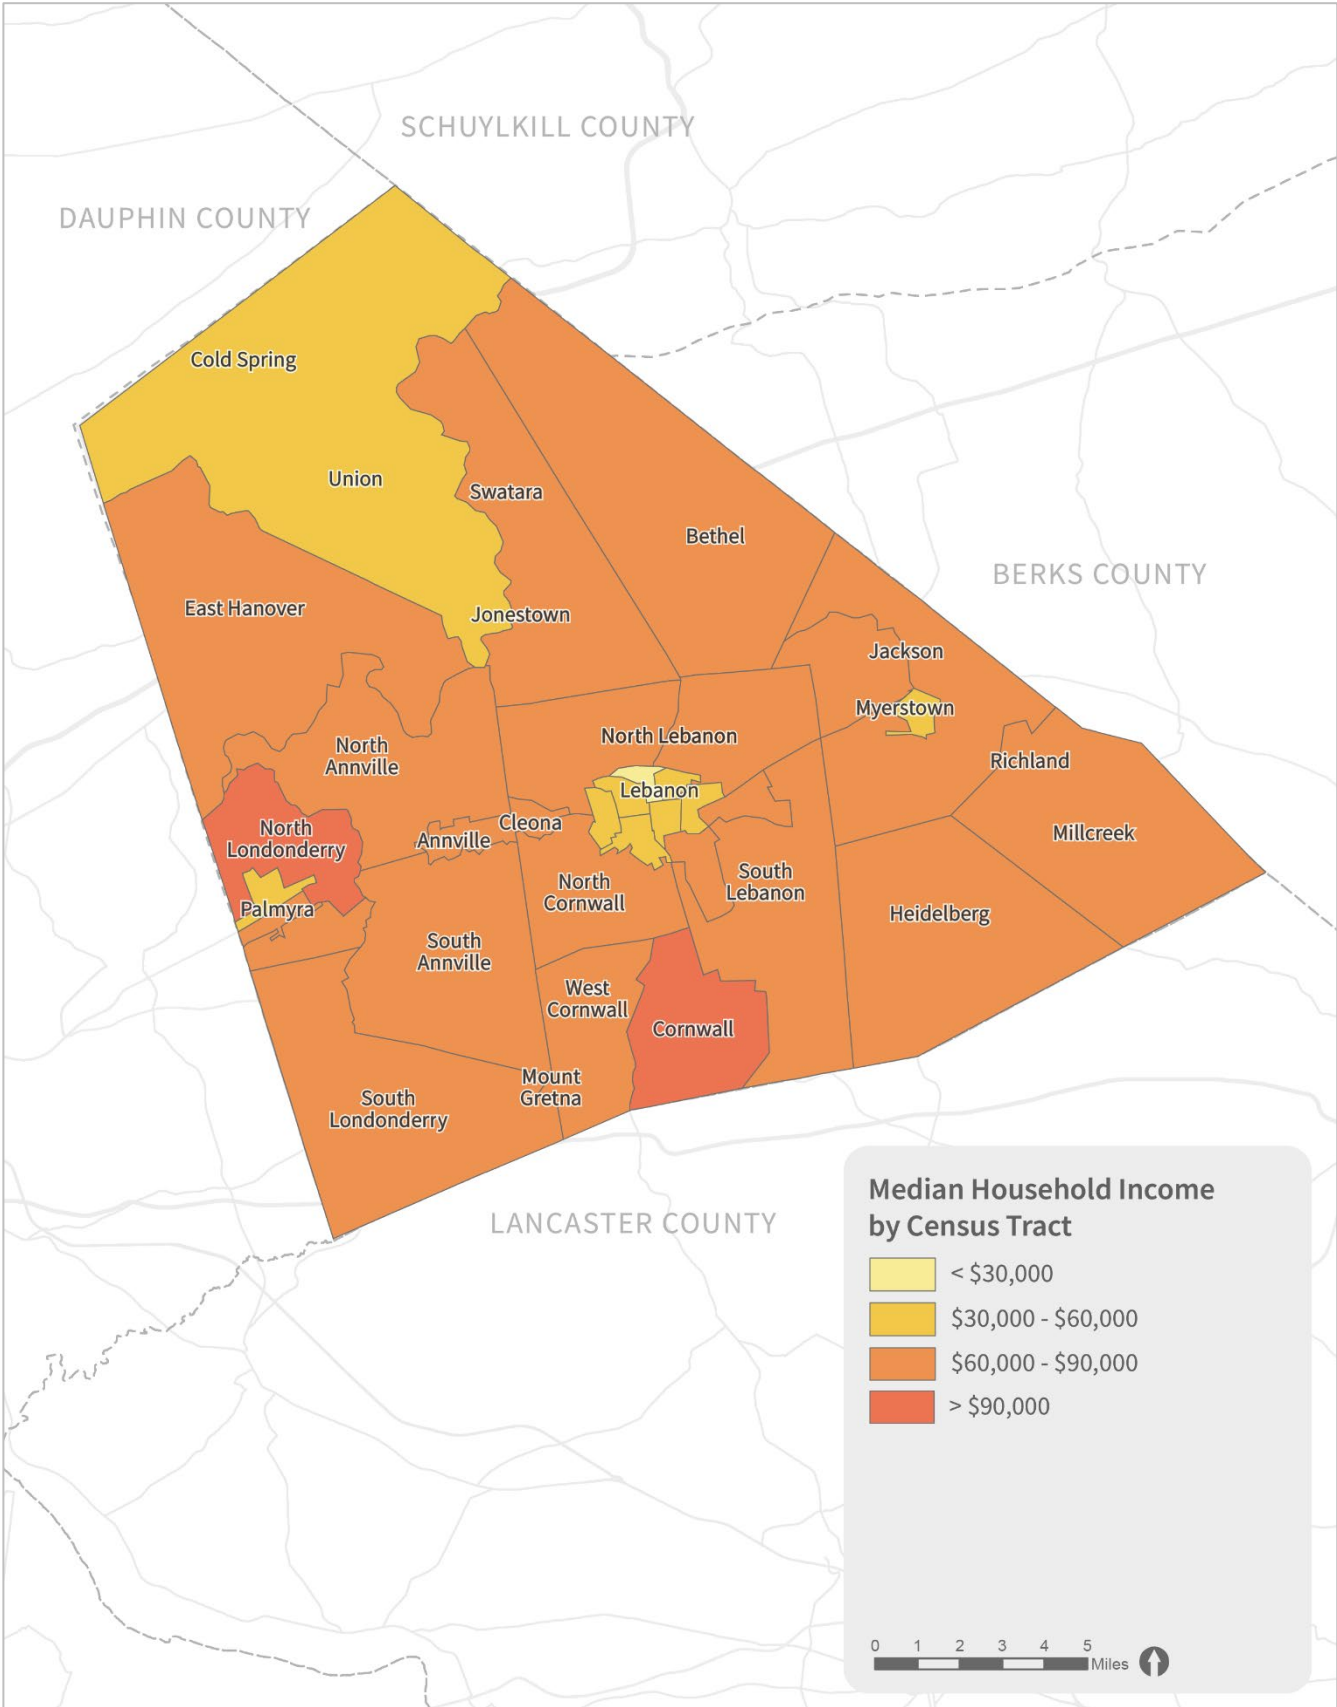 SCHUYLKILL COUNTY
DAUPHIN COUNTY
Cold Spring
Union
Swatara
Bethel
BERKS COUNTY
East Hanover
Jonestown
Jackson
Myerstown
North Lebanon
North
Annville
Richland
Lebanon
Cleona
North
Londonderry
Annville
Millcreek
South
Lebanon
North
Cornwall
Palmyra
Heidelberg
South
Annville
West
Cornwall
Cornwall
Mount
Gretna
South
Londonderry
LANCASTER COUNTY
Median Household Income
by Census Tract
< $30,000
$30,000 - $60,000
$60,000 - $90,000
> $90,000
0 1 2 3 4 5
Miles